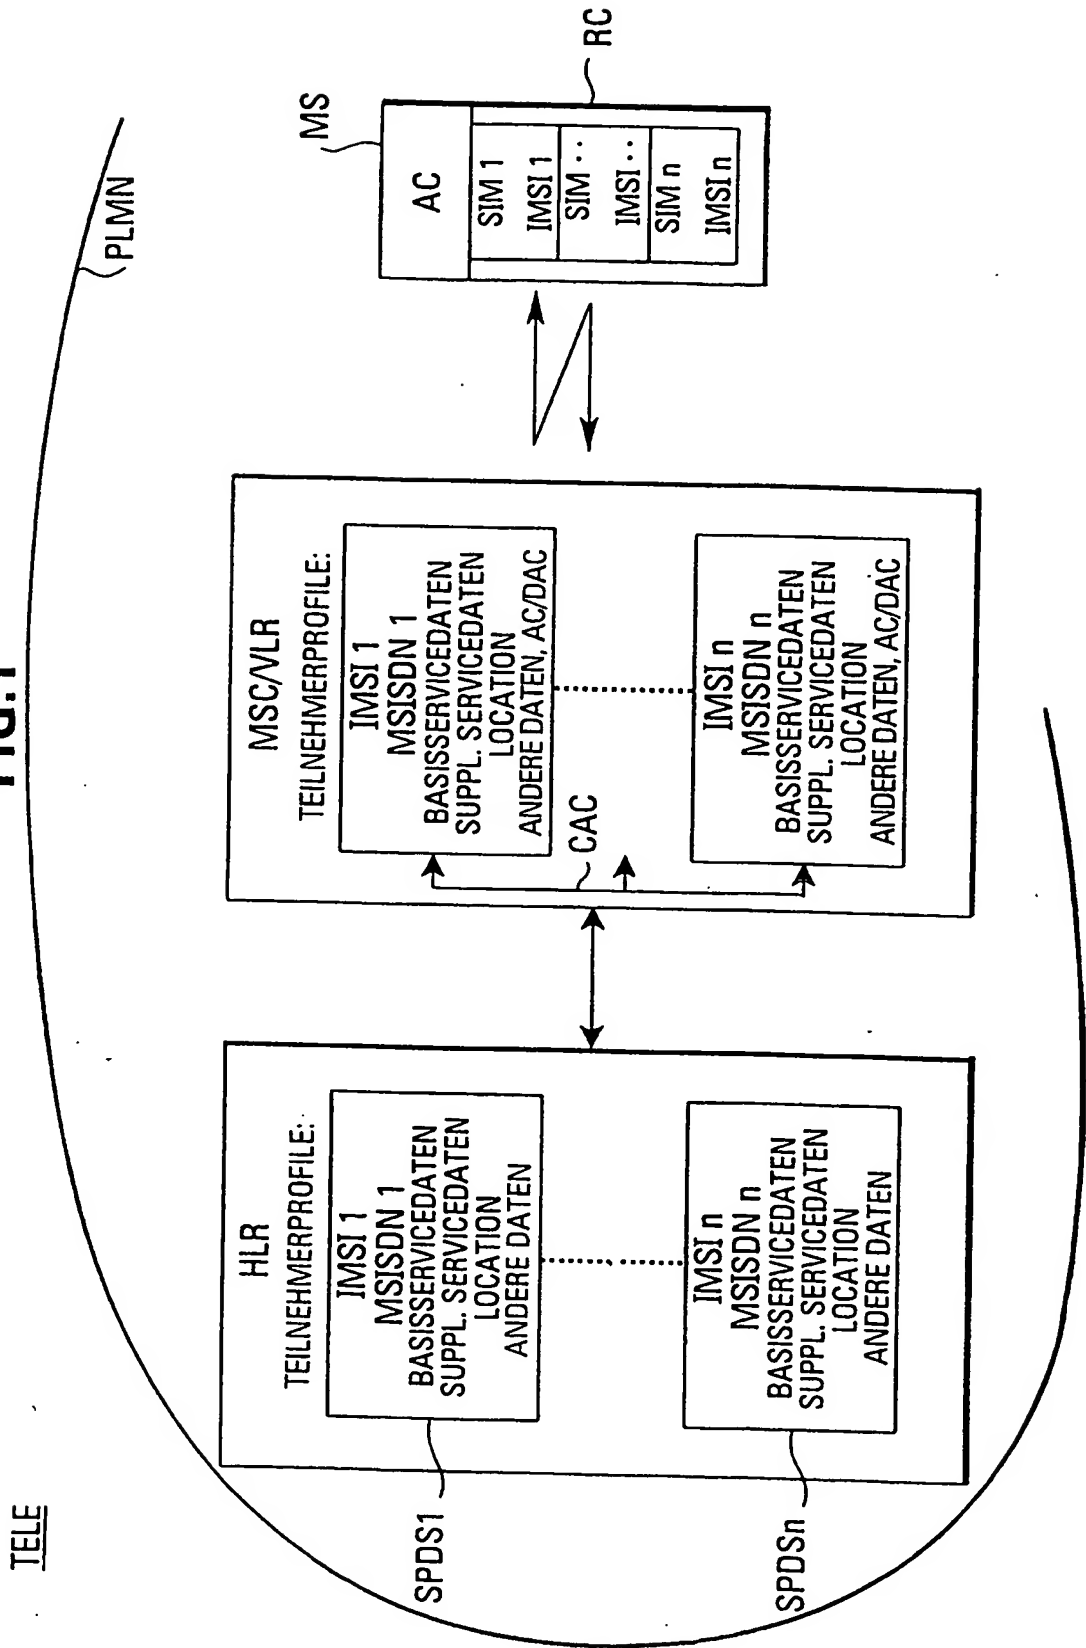 TELE
FIG.1
PLMN
HLR
TEILNEHMERPROFILE:
IMSI 1
MSISDN 1
BASISSERVICEDATEN
SUPPL. SERVICEDATEN
LOCATION
ANDERE DATEN
SPDS1
IMSI n
MSISDN n
BASISSERVICEDATEN
SUPPL. SERVICEDATEN
LOCATION
ANDERE DATEN
SPDSn
MSC/VLR
TEILNEHMERPROFILE:
IMSI 1
MSISDN 1
BASISSERVICEDATEN
SUPPL. SERVICEDATEN
LOCATION
ANDERE DATEN, AC/DAC
CAC
IMSI n
MSISDN n
BASISSERVICEDATEN
SUPPL. SERVICEDATEN
LOCATION
ANDERE DATEN, AC/DAC
MS
AC
SIM 1
IMSI 1
SIM ··
IMSI ··
SIM n
IMSI n
RC